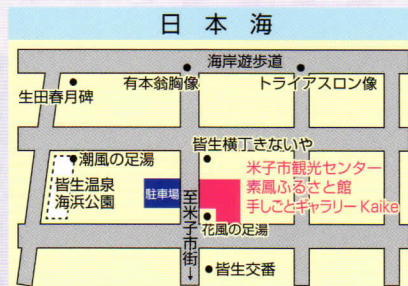 日本海
海岸遊歩道
有本翁胸像
トライアスロン像
生田春月碑
潮風の足湯
皆生横丁きないや
皆生温泉
海浜公園
駐車場
米子市観光センター
素鳳ふるさと館
手しごとギャラリー Kaike
花風の足湯
至米子市街→
皆生交番